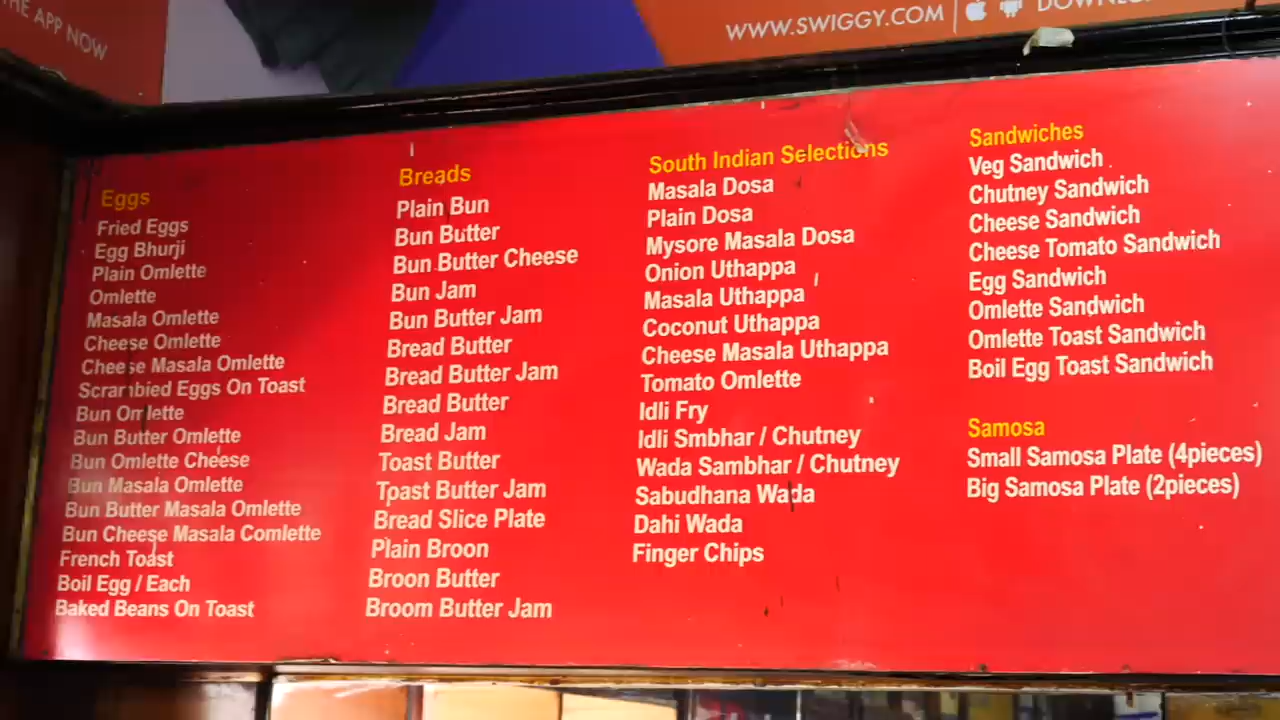 THE APP NOW
WWW.SWIGGY.COM
Eggs
Fried Eggs
Egg Bhurji
Plain Omlette
Omlette
Masala Omlette
Cheese Omlette
Cheese Masala Omlette
Scrambied Eggs On Toast
Bun Omlette
Bun Butter Omlette
Bun Omlette Cheese
Bun Masala Omlette
Bun Butter Masala Omlette
Bun Cheese Masala Comlette
French Toast
Boil Egg / Each
Baked Beans On Toast
Breads
Plain Bun
Bun Butter
Bun Butter Cheese
Bun Jam
Bun Butter Jam
Bread Butter
Bread Butter Jam
Bread Butter
Bread Jam
Toast Butter
Tpast Butter Jam
Bread Slice Plate
Plain Broon
Broon Butter
Broom Butter Jam
South Indian Selections
Masala Dosa
Plain Dosa
Mysore Masala Dosa
Onion Uthappa
Masala Uthappa
Coconut Uthappa
Cheese Masala Uthappa
Tomato Omlette
Idli Fry
Idli Smbhar / Chutney
Wada Sambhar / Chutney
Sabudhana Wada
Dahi Wada
Finger Chips
Sandwiches
Veg Sandwich
Chutney Sandwich
Cheese Sandwich
Cheese Tomato Sandwich
Egg Sandwich
Omlette Sandwich
Omlette Toast Sandwich
Boil Egg Toast Sandwich
Samosa
Small Samosa Plate (4pieces)
Big Samosa Plate (2pieces)